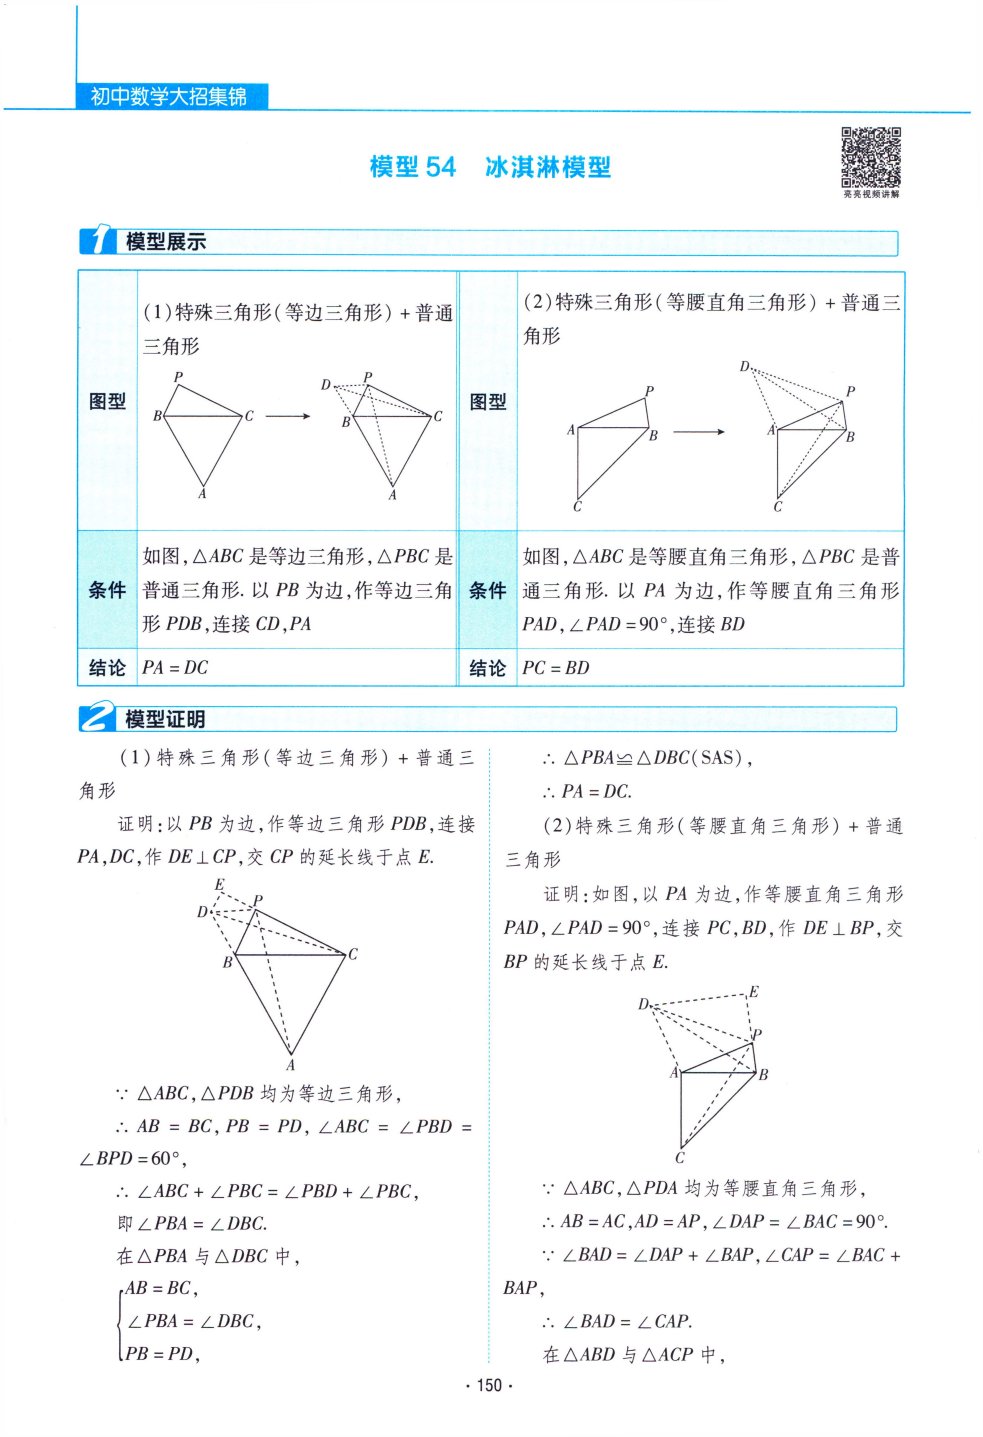 初中数学大招集锦
模型 54 冰淇淋模型
亮亮视频讲解
1 模型展示
图型
(1)特殊三角形(等边三角形)+普通
三角形
P
B
C
A
D
P
B
C
A
图型
(2)特殊三角形(等腰直角三角形)+普通三
角形
P
A
B
C
D
P
A
B
C
条件
如图,△ABC 是等边三角形,△PBC 是
普通三角形. 以 PB 为边,作等边三角
形 PDB,连接 CD,PA
条件
如图,△ABC 是等腰直角三角形,△PBC 是普
通三角形. 以 PA 为边,作等腰直角三角形
PAD,∠PAD=90°,连接 BD
结论
PA=DC
结论
PC=BD
2 模型证明
(1)特殊三角形(等边三角形)+普通三
角形
证明:以 PB 为边,作等边三角形 PDB,连接
PA,DC,作 DE⊥CP,交 CP 的延长线于点 E.
E
P
D
B
C
A
∵ △ABC,△PDB 均为等边三角形,
∴ AB = BC, PB = PD, ∠ABC = ∠PBD =
∠BPD=60°,
∴ ∠ABC+∠PBC=∠PBD+∠PBC,
即∠PBA=∠DBC.
在△PBA 与△DBC 中,
AB=BC,
∠PBA=∠DBC,
PB=PD,
∴ △PBA≌△DBC(SAS),
∴ PA=DC.
(2)特殊三角形(等腰直角三角形)+普通
三角形
证明:如图,以 PA 为边,作等腰直角三角形
PAD,∠PAD=90°,连接 PC,BD,作 DE⊥BP,交
BP 的延长线于点 E.
E
D
P
A
B
C
∵ △ABC,△PDA 均为等腰直角三角形,
∴ AB=AC,AD=AP,∠DAP=∠BAC=90°.
∵ ∠BAD=∠DAP+∠BAP,∠CAP=∠BAC+
BAP,
∴ ∠BAD=∠CAP.
在△ABD 与△ACP 中,
· 150 ·